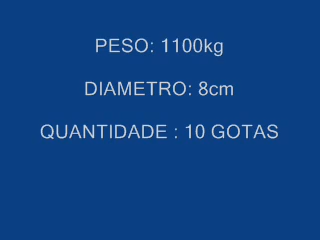 PESO: 1100kg
DIAMETRO: 8cm
QUANTIDADE : 10 GOTAS